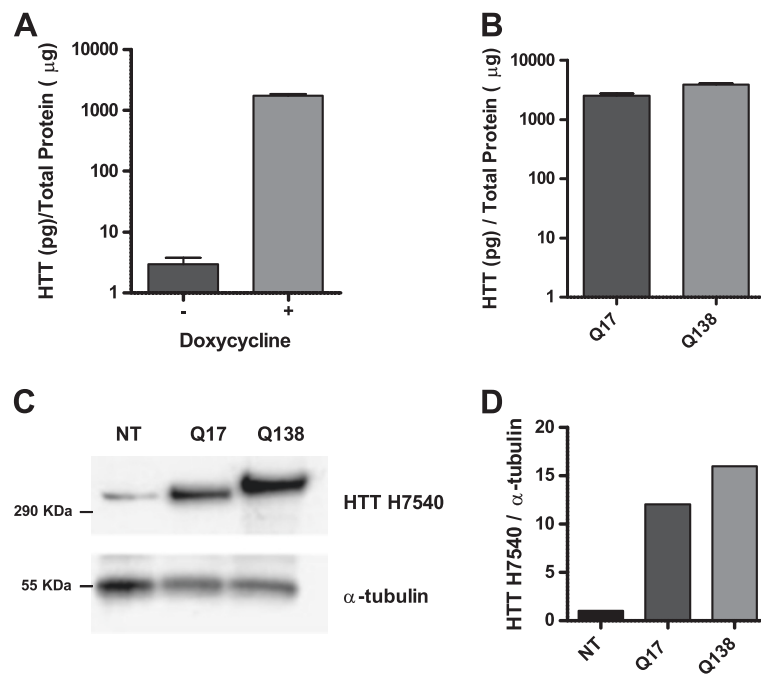 A
HTT (pg)/Total Protein ( μg)
10000
1000
100
10
1
-
+
Doxycycline
B
HTT (pg) / Total Protein ( μg)
10000
1000
100
10
1
Q17
Q138
C
NT
Q17
Q138
290 KDa
HTT H7540
55 KDa
α-tubulin
D
HTT H7540 / α-tubulin
20
15
10
5
0
NT
Q17
Q138